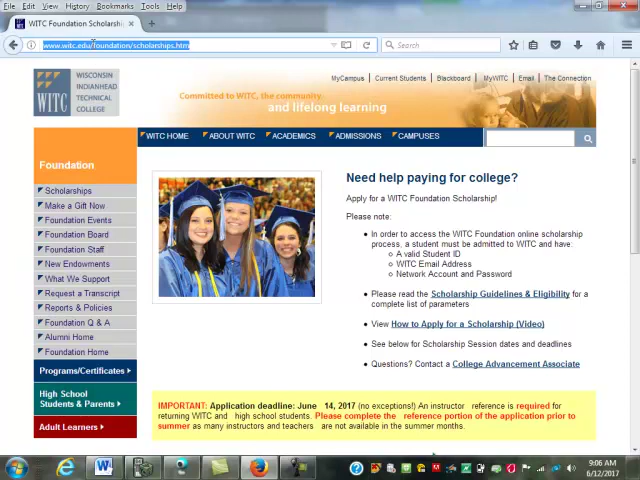 File Edit View History Bookmarks Tools Help
WITC Foundation Scholarship
www.witc.edu/foundation/scholarships.htm
Search
MyCampus Current Students Blackboard MyWITC Email The Connection
WITC
WISCONSIN
INDIANHEAD
TECHNICAL
COLLEGE
Committed to WITC, the community,
and lifelong learning
WITC HOME ABOUT WITC ACADEMICS ADMISSIONS CAMPUSES
Foundation
Scholarships
Make a Gift Now
Foundation Events
Foundation Board
Foundation Staff
New Endowments
What We Support
Request a Transcript
Reports & Policies
Foundation Q & A
Alumni Home
Foundation Home
Programs/Certificates
High School
Students & Parents
Adult Learners
Need help paying for college?
Apply for a WITC Foundation Scholarship!
Please note:
In order to access the WITC Foundation online scholarship
process, a student must be admitted to WITC and have:
A valid Student ID
WITC Email Address
Network Account and Password
Please read the Scholarship Guidelines & Eligibility for a
complete list of parameters
View How to Apply for a Scholarship (Video)
See below for Scholarship Session dates and deadlines
Questions? Contact a College Advancement Associate
IMPORTANT: Application deadline: June 14, 2017 (no exceptions!) An instructor reference is required for
returning WITC and high school students. Please complete the reference portion of the application prior to
summer as many instructors and teachers are not available in the summer months.
9:06 AM
6/12/2017